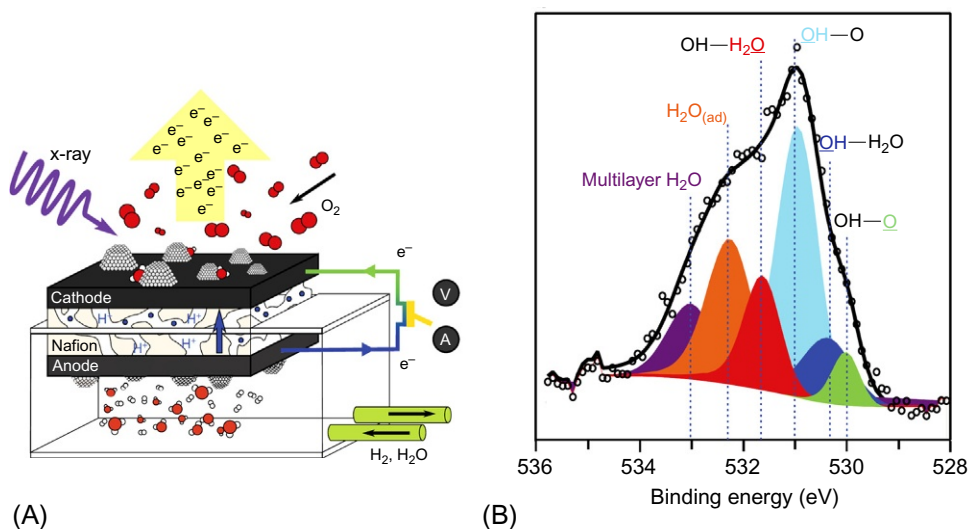 x-ray
e⁻
e⁻
e⁻ e⁻
e⁻ e⁻
e⁻ e⁻
e⁻
e⁻ e⁻
e⁻
O₂
e⁻
Cathode
H⁺ H⁺
Nafion H⁺
Anode
V
A
e⁻
H₂, H₂O
(A)
OH—H₂O
OH—O
H₂O(ad)
OH—H₂O
Multilayer H₂O
OH—O
536 534 532 530 528
Binding energy (eV)
(B)